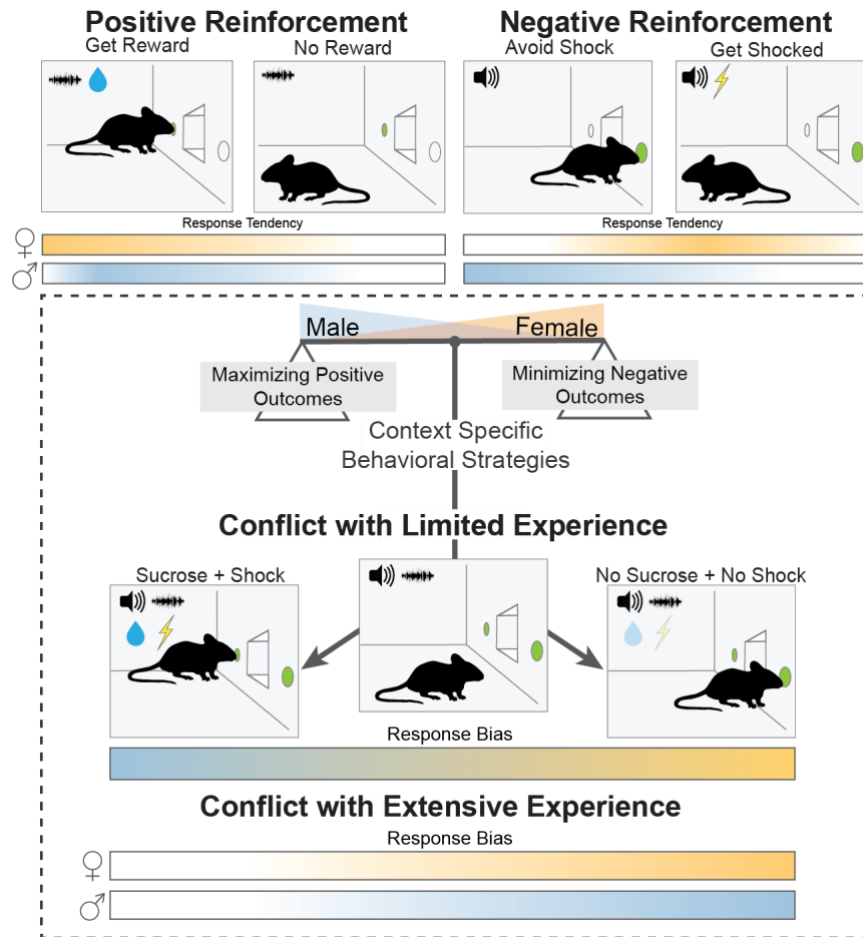 Positive Reinforcement
Negative Reinforcement
Get Reward
No Reward
Avoid Shock
Get Shocked
Response Tendency
Response Tendency
♀
♂
Male
Female
Maximizing Positive
Outcomes
Minimizing Negative
Outcomes
Context Specific
Behavioral Strategies
Conflict with Limited Experience
Sucrose + Shock
No Sucrose + No Shock
Response Bias
Conflict with Extensive Experience
Response Bias
♀
♂